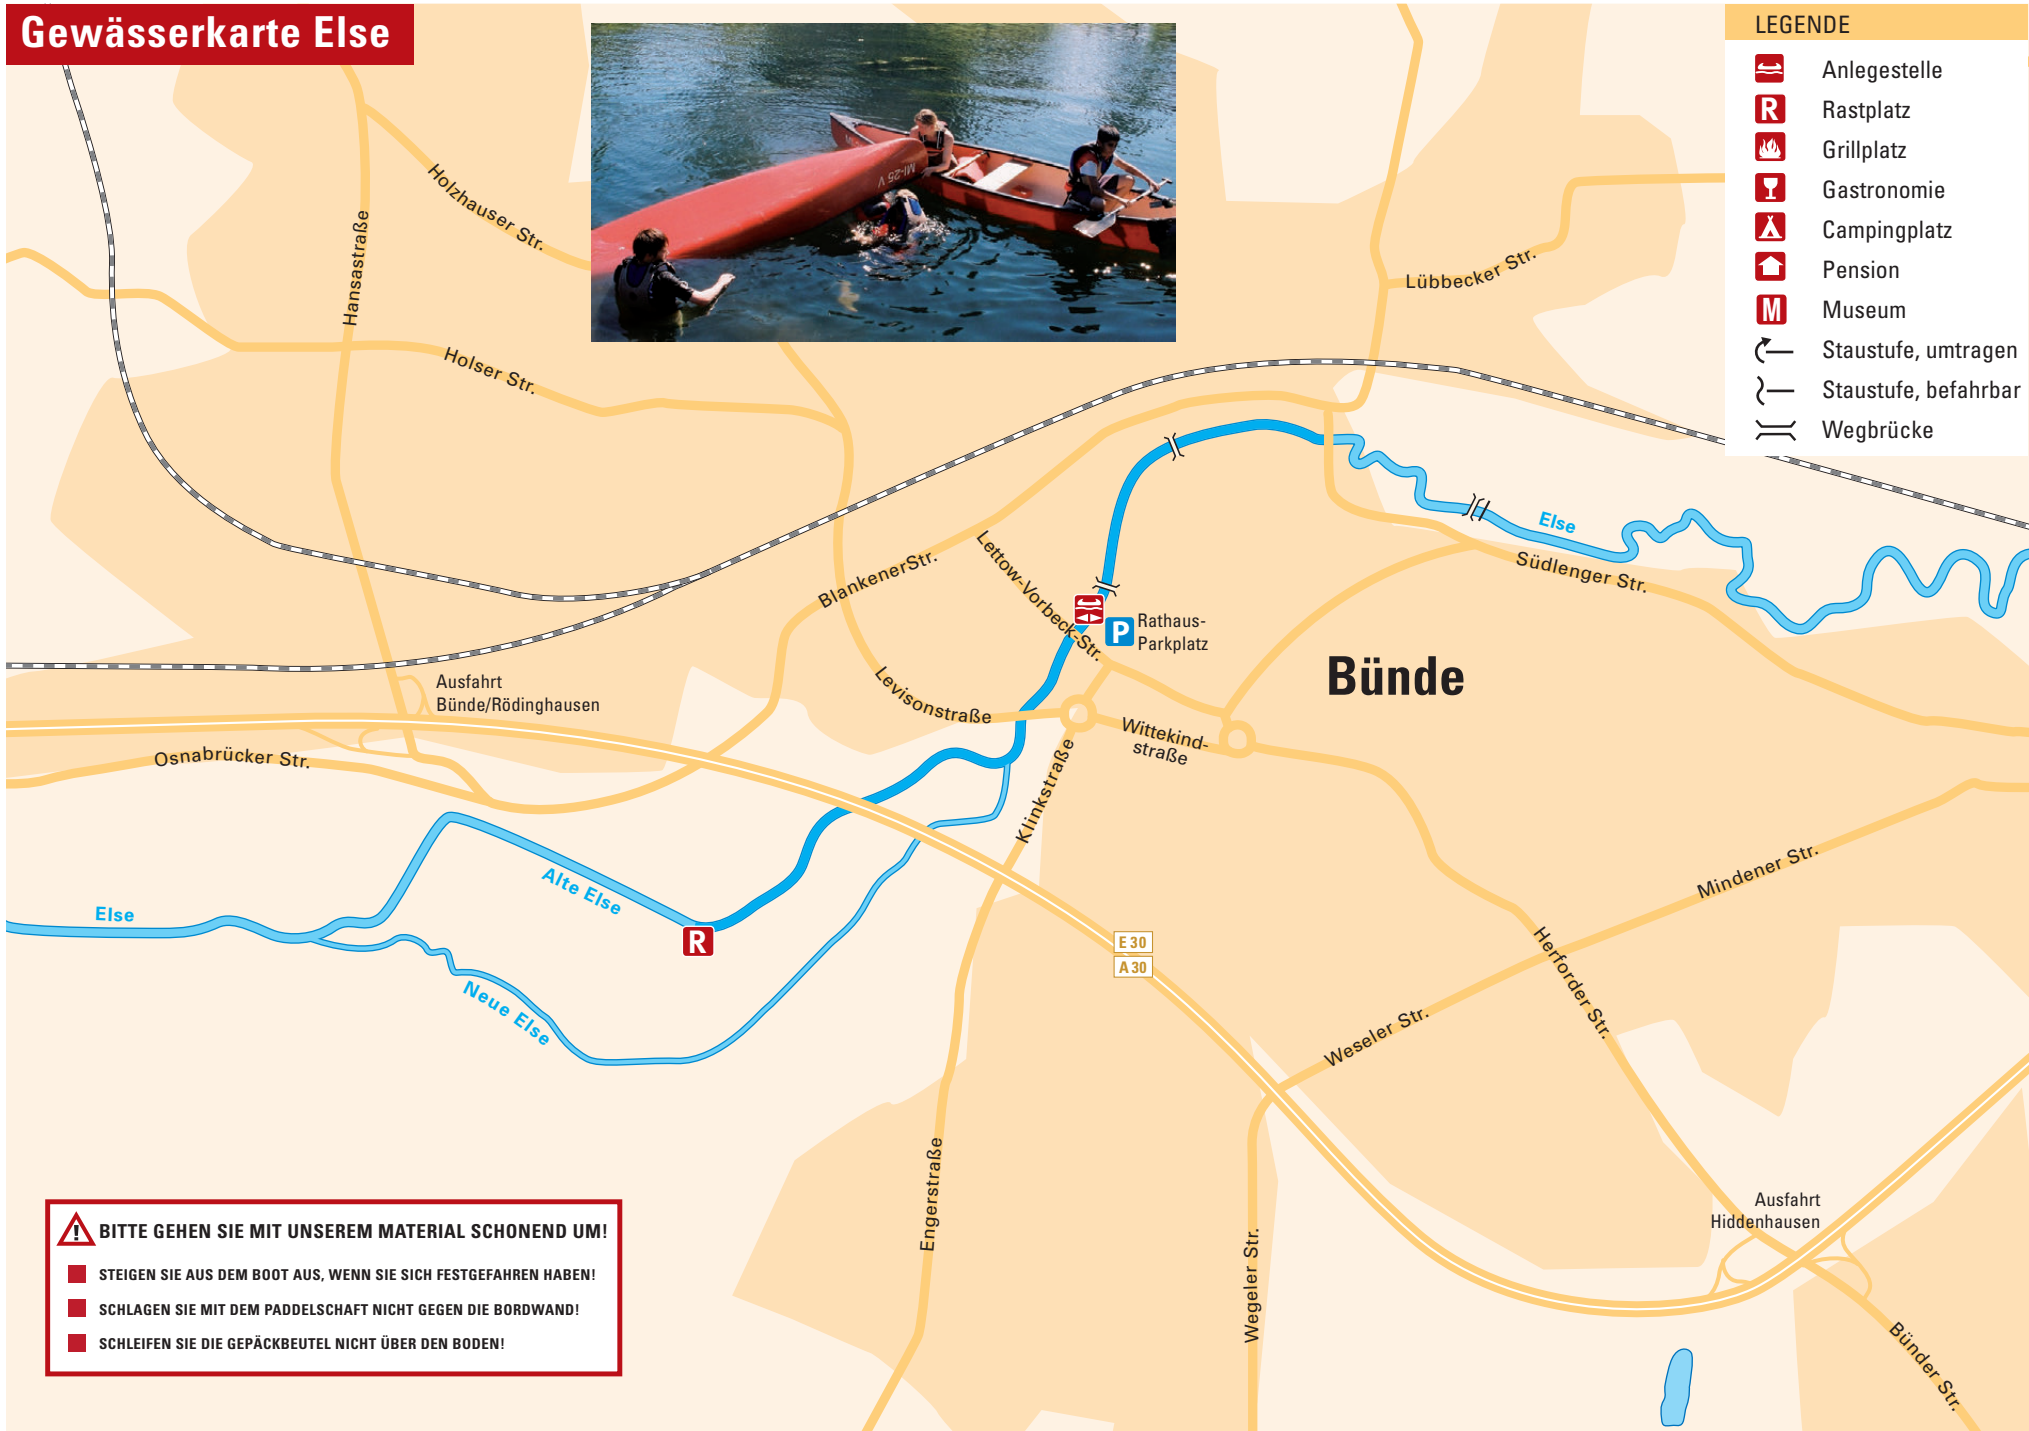 Gewässerkarte Else
LEGENDE
Anlegestelle
R Rastplatz
Grillplatz
Gastronomie
Campingplatz
Pension
M Museum
Staustufe, umtragen
Staustufe, befahrbar
Wegbrücke
MI-25 V
Holzhauser Str.
Hansastraße
Holser Str.
Lübbecker Str.
Else
Südlenger Str.
Lettow-Vorbeck-Str.
BlankenerStr.
P
Rathaus-
Parkplatz
Bünde
Ausfahrt
Bünde/Rödinghausen
Levisonstraße
Wittekind-
straße
Osnabrücker Str.
Klinkstraße
Alte Else
Else
R
Neue Else
E 30
A 30
Mindener Str.
Herforder Str.
Weseler Str.
Engerstraße
Wegeler Str.
Ausfahrt
Hiddenhausen
Bünder Str.
! BITTE GEHEN SIE MIT UNSEREM MATERIAL SCHONEND UM!
STEIGEN SIE AUS DEM BOOT AUS, WENN SIE SICH FESTGEFAHREN HABEN!
SCHLAGEN SIE MIT DEM PADDELSCHAFT NICHT GEGEN DIE BORDWAND!
SCHLEIFEN SIE DIE GEPÄCKBEUTEL NICHT ÜBER DEN BODEN!